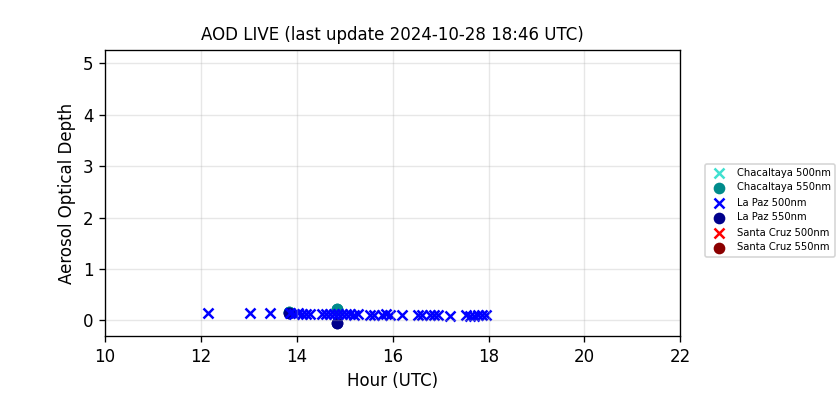 AOD LIVE (last update 2024-10-28 18:46 UTC)
5
4
3
2
1
0
Aerosol Optical Depth
10 12 14 16 18 20 22
Hour (UTC)
Chacaltaya 500nm
Chacaltaya 550nm
La Paz 500nm
La Paz 550nm
Santa Cruz 500nm
Santa Cruz 550nm